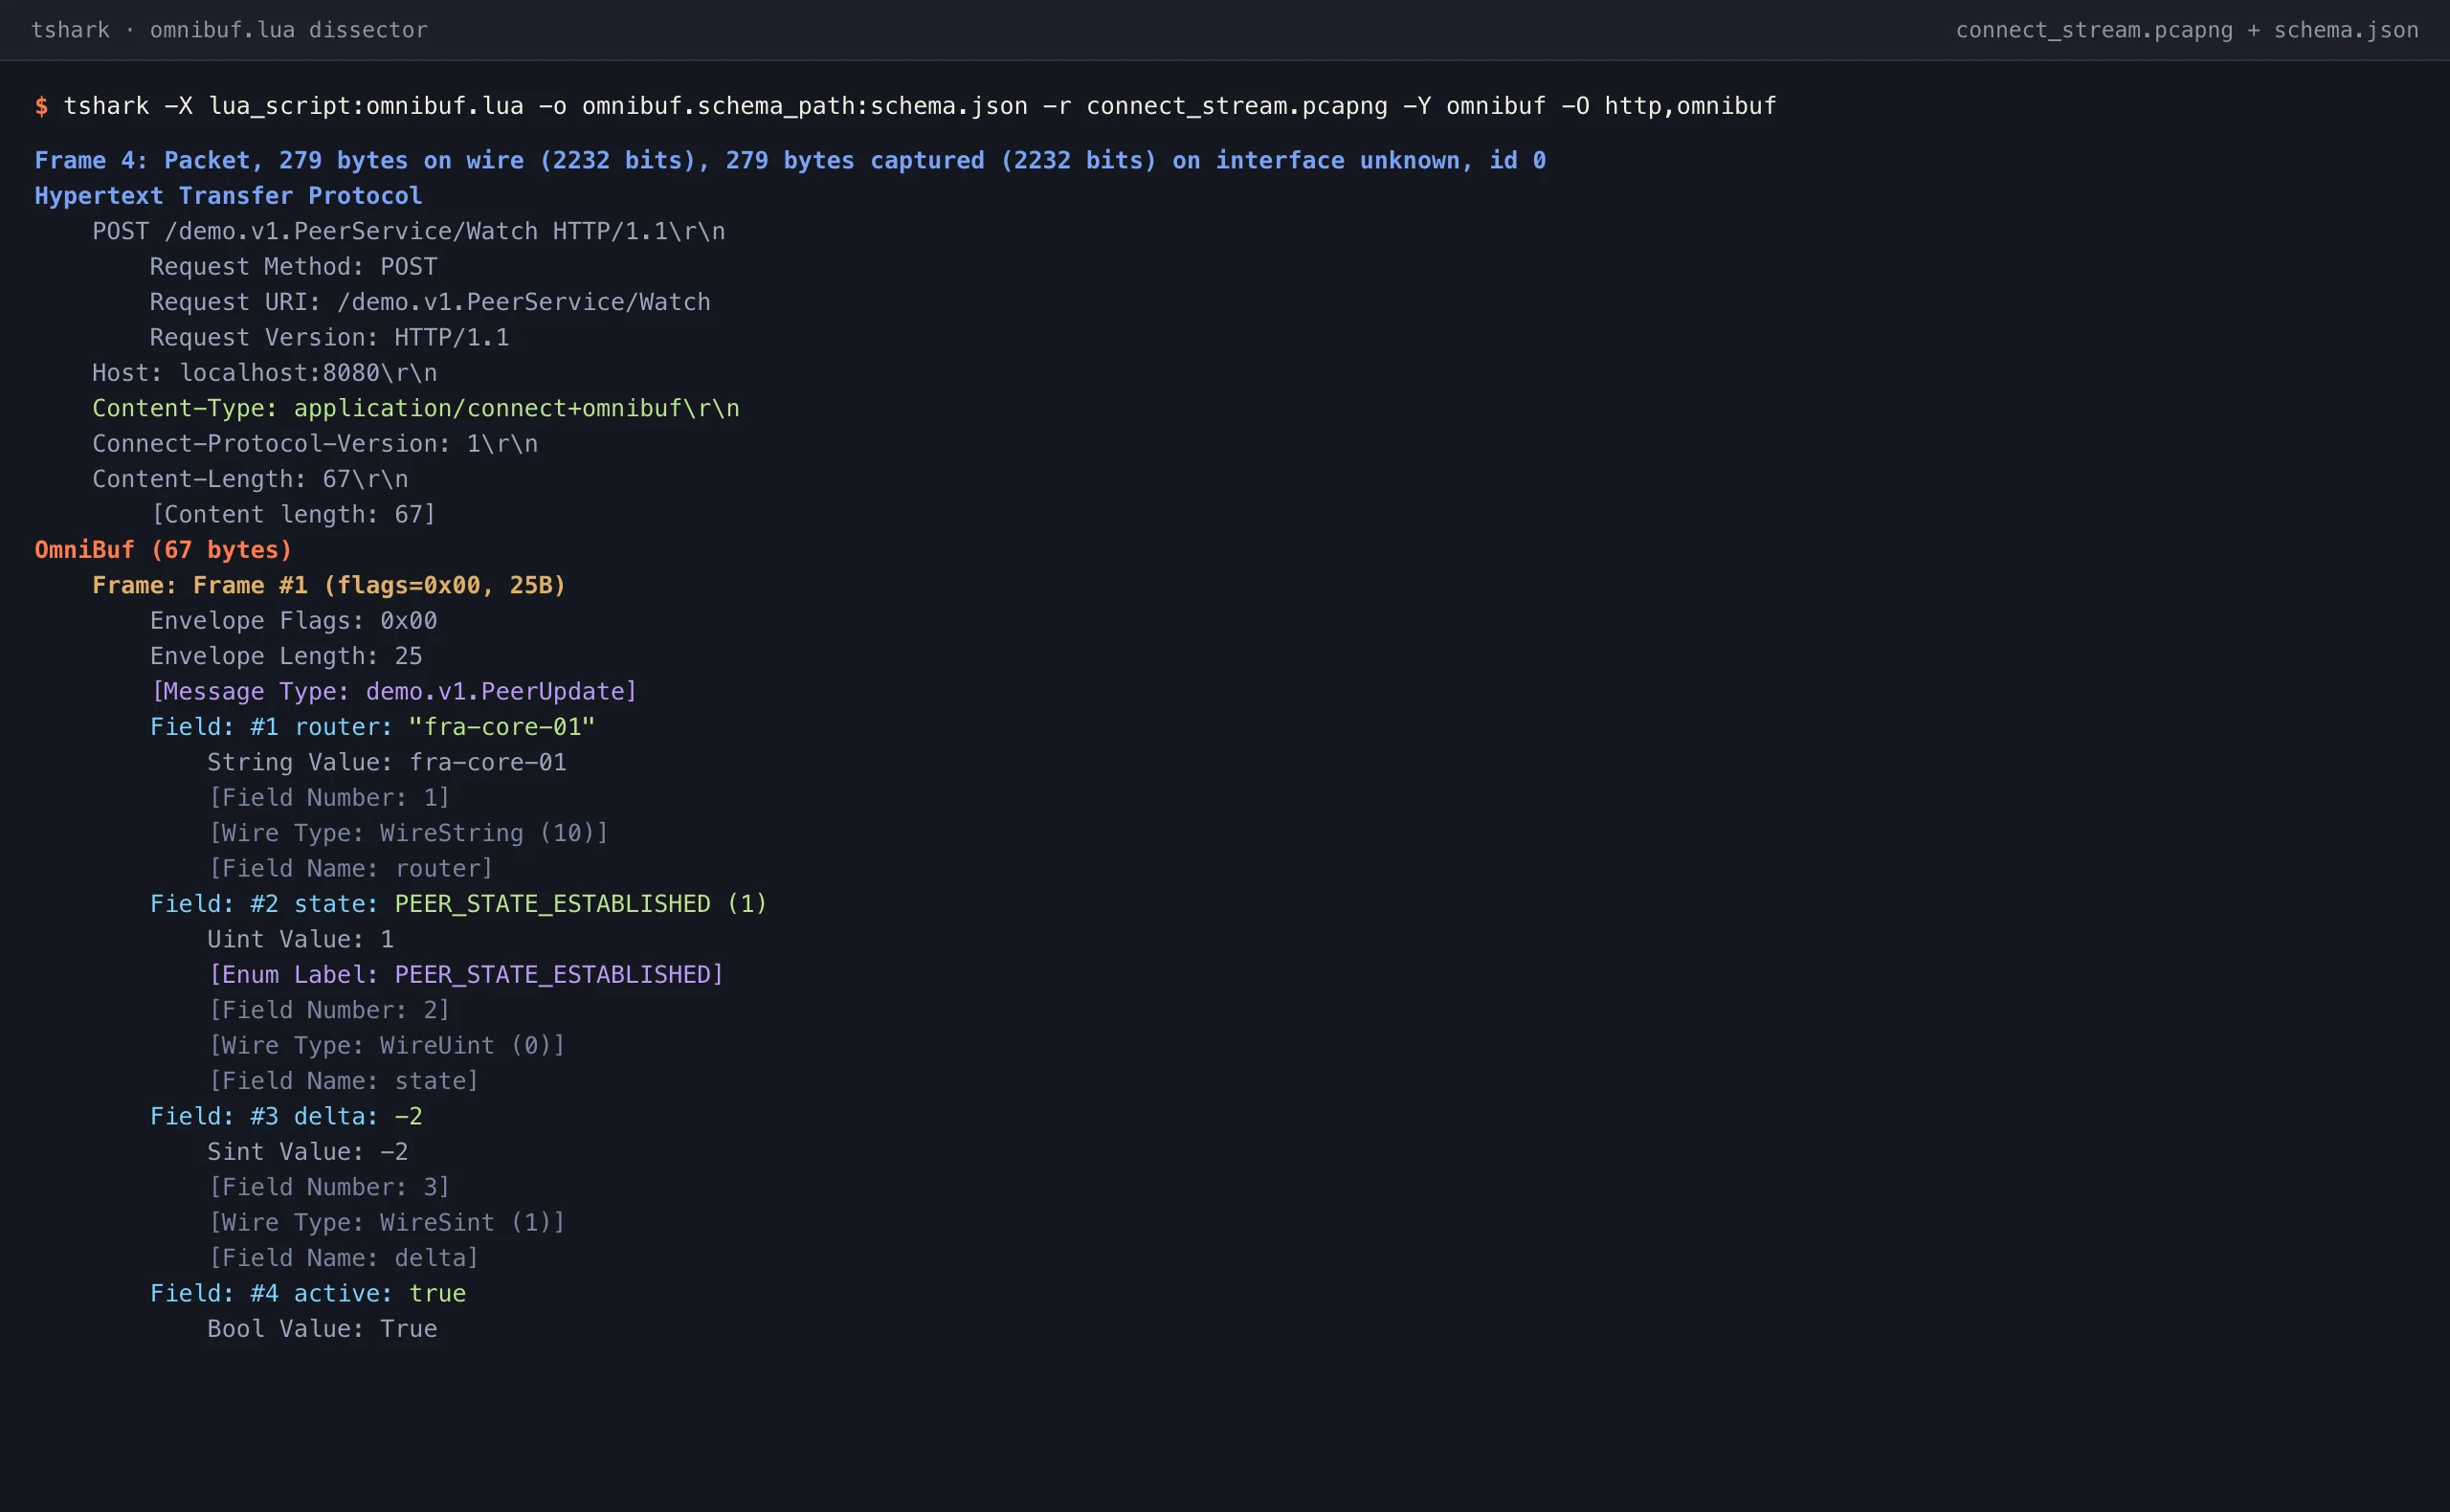 tshark · omnibuf.lua dissector
connect_stream.pcapng + schema.json
$ tshark -X lua_script:omnibuf.lua -o omnibuf.schema_path:schema.json -r connect_stream.pcapng -Y omnibuf -O http,omnibuf
Frame 4: Packet, 279 bytes on wire (2232 bits), 279 bytes captured (2232 bits) on interface unknown, id 0
Hypertext Transfer Protocol
POST /demo.v1.PeerService/Watch HTTP/1.1\r\n
Request Method: POST
Request URI: /demo.v1.PeerService/Watch
Request Version: HTTP/1.1
Host: localhost:8080\r\n
Content-Type: application/connect+omnibuf\r\n
Connect-Protocol-Version: 1\r\n
Content-Length: 67\r\n
[Content length: 67]
OmniBuf (67 bytes)
Frame: Frame #1 (flags=0x00, 25B)
Envelope Flags: 0x00
Envelope Length: 25
[Message Type: demo.v1.PeerUpdate]
Field: #1 router: "fra-core-01"
String Value: fra-core-01
[Field Number: 1]
[Wire Type: WireString (10)]
[Field Name: router]
Field: #2 state: PEER_STATE_ESTABLISHED (1)
Uint Value: 1
[Enum Label: PEER_STATE_ESTABLISHED]
[Field Number: 2]
[Wire Type: WireUint (0)]
[Field Name: state]
Field: #3 delta: -2
Sint Value: -2
[Field Number: 3]
[Wire Type: WireSint (1)]
[Field Name: delta]
Field: #4 active: true
Bool Value: True